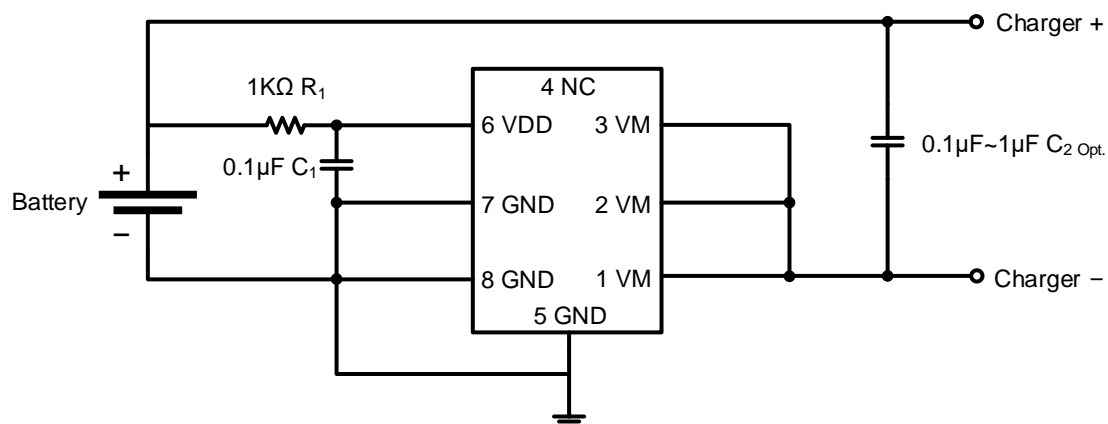 Charger +
1KΩ R1
4 NC
6 VDD
3 VM
0.1µF C1
0.1µF~1µF C2 Opt.
+
Battery
−
7 GND
2 VM
8 GND
1 VM
Charger −
5 GND